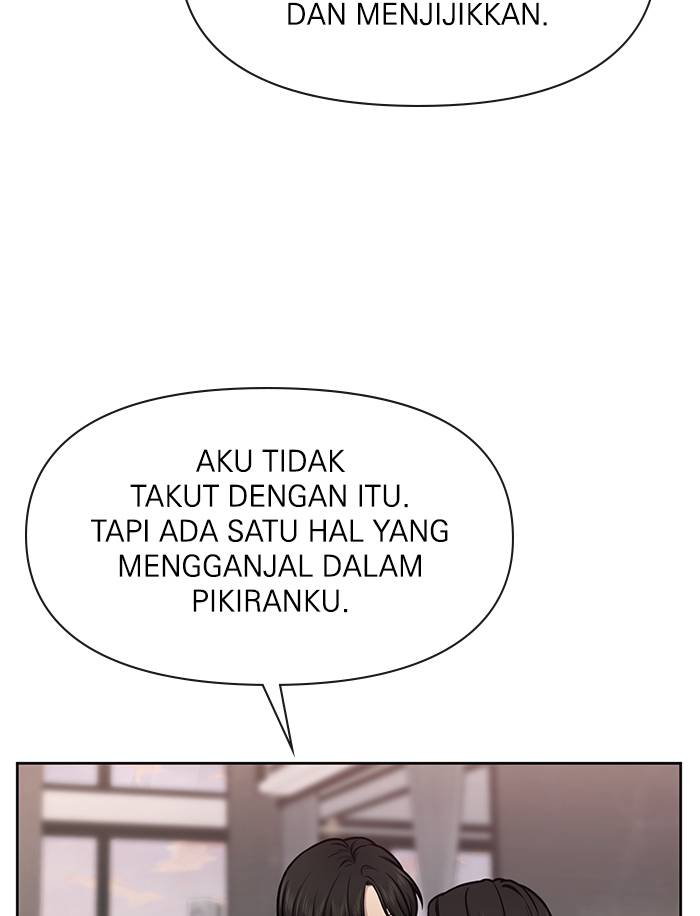 DAN MENJIJIKKAN.
AKU TIDAK
TAKUT DENGAN ITU.
TAPI ADA SATU HAL YANG
MENGGANJAL DALAM
PIKIRANKU.